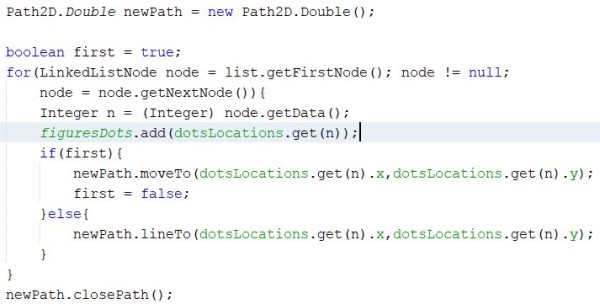 Path2D.Double newPath = new Path2D.Double();

boolean first = true;
for(LinkedListNode node = list.getFirstNode(); node != null;
    node = node.getNextNode()){
    Integer n = (Integer) node.getData();
    figuresDots.add(dotsLocations.get(n));
    if(first){
        newPath.moveTo(dotsLocations.get(n).x,dotsLocations.get(n).y);
        first = false;
    }else{
        newPath.lineTo(dotsLocations.get(n).x,dotsLocations.get(n).y);
    }
}
newPath.closePath();